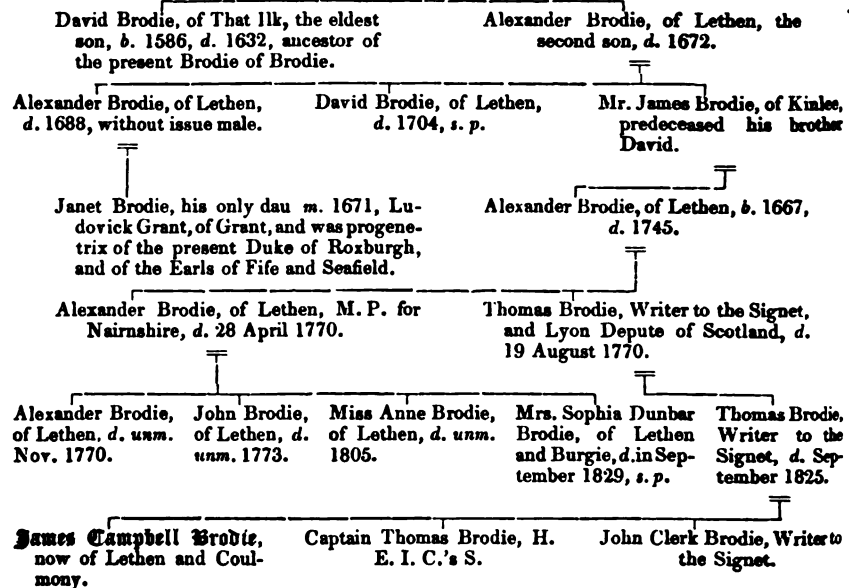 David Brodie, of That Ilk, the eldest
son, b. 1586, d. 1632, ancestor of
the present Brodie of Brodie.
Alexander Brodie, of Lethen, the
second son, d. 1672.
Alexander Brodie, of Lethen,
d. 1688, without issue male.
David Brodie, of Lethen,
d. 1704, s. p.
Mr. James Brodie, of Kinlee,
predeceased his brother
David.
Janet Brodie, his only dau m. 1671, Lu-
dovick Grant, of Grant, and was progene-
trix of the present Duke of Roxburgh,
and of the Earls of Fife and Seafield.
Alexander Brodie, of Lethen, b. 1667,
d. 1745.
Alexander Brodie, of Lethen, M. P. for
Nairnshire, d. 28 April 1770.
Thomas Brodie, Writer to the Signet,
and Lyon Depute of Scotland, d.
19 August 1770.
Alexander Brodie,
of Lethen. d. unm.
Nov. 1770.
John Brodie,
of Lethen, d.
unm. 1773.
Miss Anne Brodie,
of Lethen, d. unm.
1805.
Mrs. Sophia Dunbar
Brodie, of Lethen
and Burgie, d. in Sep-
tember 1829, s. p.
Thomas Brodie,
Writer to the
Signet, d. Sep-
tember 1825.
James Campbell Brodie,
now of Lethen and Coul-
mony.
Captain Thomas Brodie, H.
E. I. C.'s S.
John Clerk Brodie, Writer to
the Signet.